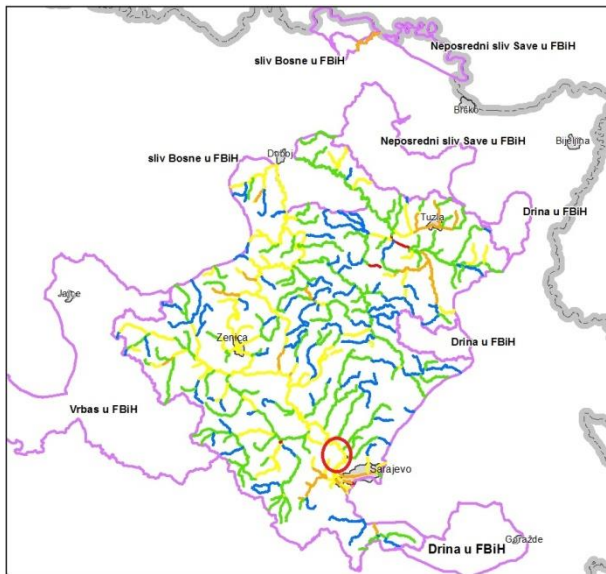 Neposredni sliv Save u FBiH
sliv Bosne u FBiH
Brčko
Neposredni sliv Save u FBiH
Bijeljina
Doboj
sliv Bosne u FBiH
Drina u FBiH
Tuzla
Jajce
Drina u FBiH
Zenica
Vrbas u FBiH
Sarajevo
Goražde
Drina u FBiH